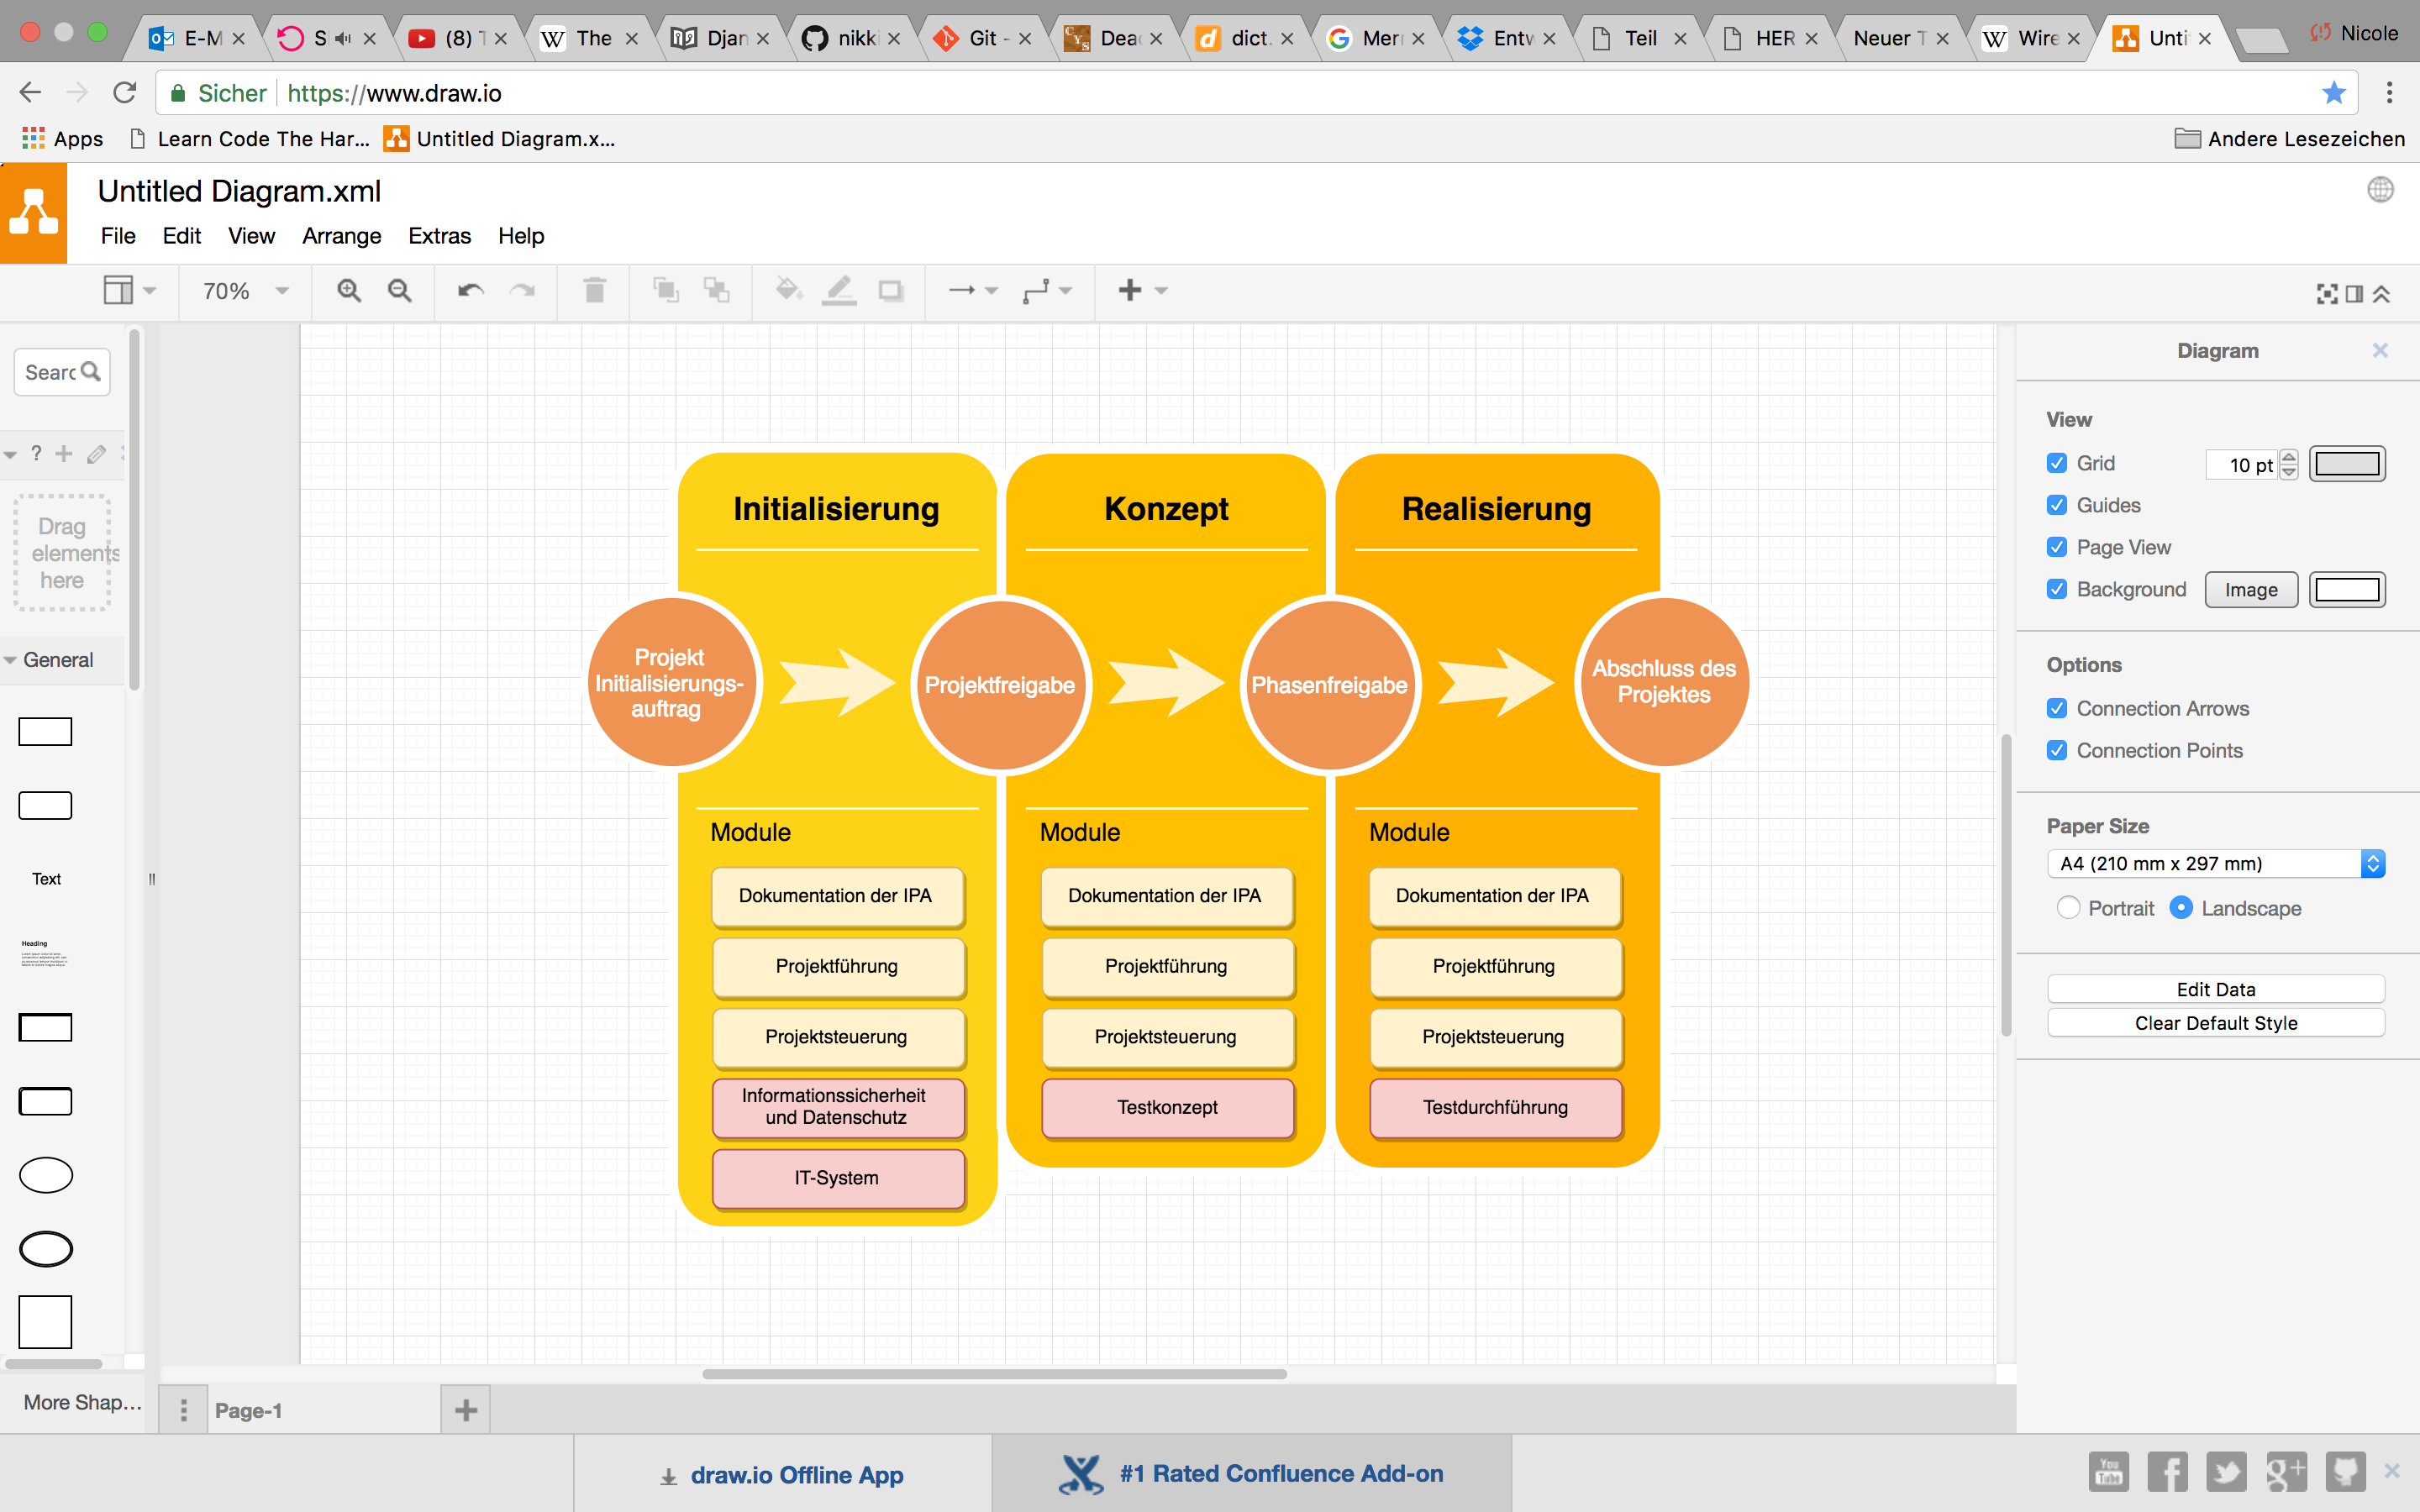 E-M
S
(8) T
The
Djan
nikki
Git -
Dead
dict.
Merr
Entw
Teil
HER
Neuer T
Wire
Unti
Nicole
Sicher https://www.draw.io
Apps
Learn Code The Har...
Untitled Diagram.x...
Andere Lesezeichen
Untitled Diagram.xml
File Edit View Arrange Extras Help
70%
Searc
?
Drag
elements
here
General
Text
Heading
More Shap...
Initialisierung
Konzept
Realisierung
Projekt
Initialisierungs-
auftrag
Projektfreigabe
Phasenfreigabe
Abschluss des
Projektes
Module
Dokumentation der IPA
Projektführung
Projektsteuerung
Informationssicherheit
und Datenschutz
IT-System
Module
Dokumentation der IPA
Projektführung
Projektsteuerung
Testkonzept
Module
Dokumentation der IPA
Projektführung
Projektsteuerung
Testdurchführung
Diagram
View
Grid 10 pt
Guides
Page View
Background Image
Options
Connection Arrows
Connection Points
Paper Size
A4 (210 mm x 297 mm)
Portrait Landscape
Edit Data
Clear Default Style
Page-1
draw.io Offline App
#1 Rated Confluence Add-on
You
Tube
g+